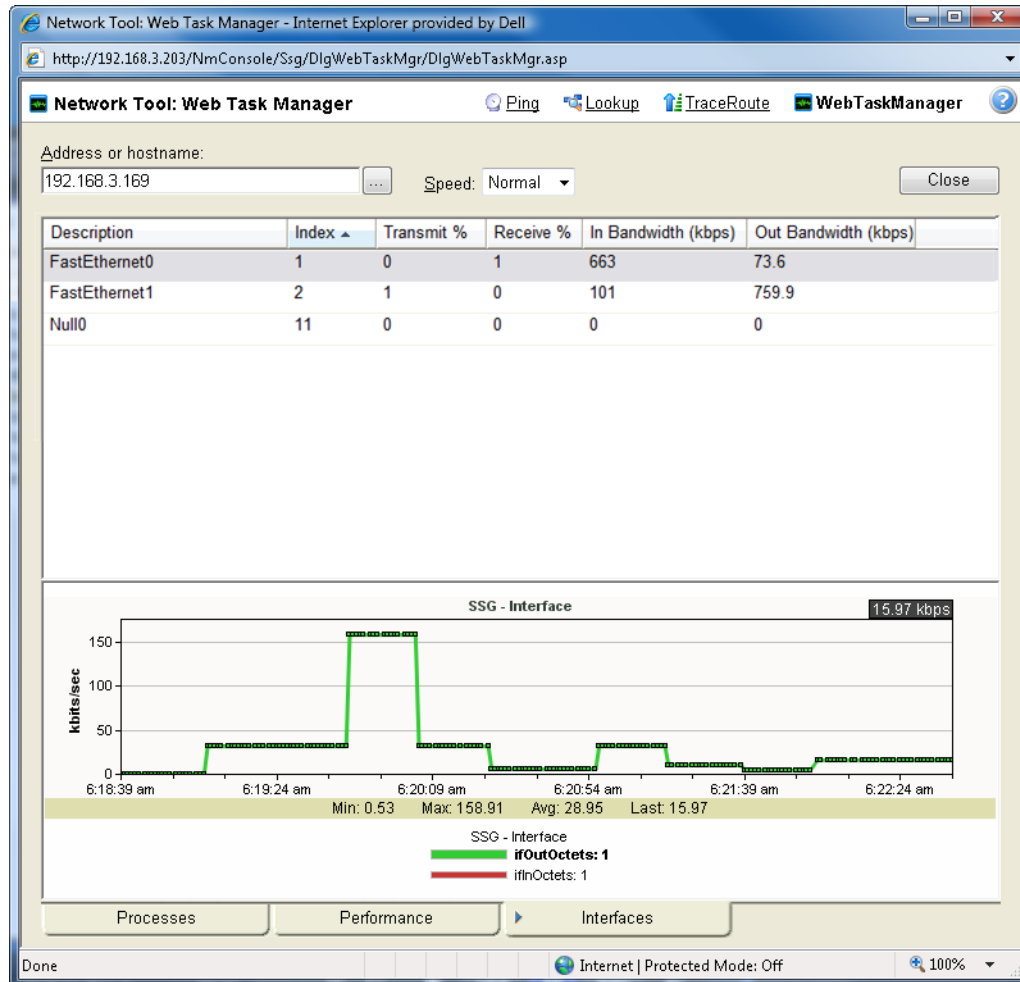 Network Tool: Web Task Manager - Internet Explorer provided by Dell
http://192.168.3.203/NmConsole/Ssg/DlgWebTaskMgr/DlgWebTaskMgr.asp
Network Tool: Web Task Manager Ping Lookup TraceRoute WebTaskManager ?
Address or hostname:
192.168.3.169 ... Speed: Normal Close
Description Index Transmit % Receive % In Bandwidth (kbps) Out Bandwidth (kbps)
FastEthernet0 1 0 1 663 73.6
FastEthernet1 2 1 0 101 759.9
Null0 11 0 0 0 0
SSG - Interface 15.97 kbps
kbits/sec
150
100
50
0
6:18:39 am 6:19:24 am 6:20:09 am 6:20:54 am 6:21:39 am 6:22:24 am
Min: 0.53 Max: 158.91 Avg: 28.95 Last: 15.97
SSG - Interface
ifOutOctets: 1
ifInOctets: 1
Processes Performance Interfaces
Done Internet | Protected Mode: Off 100%